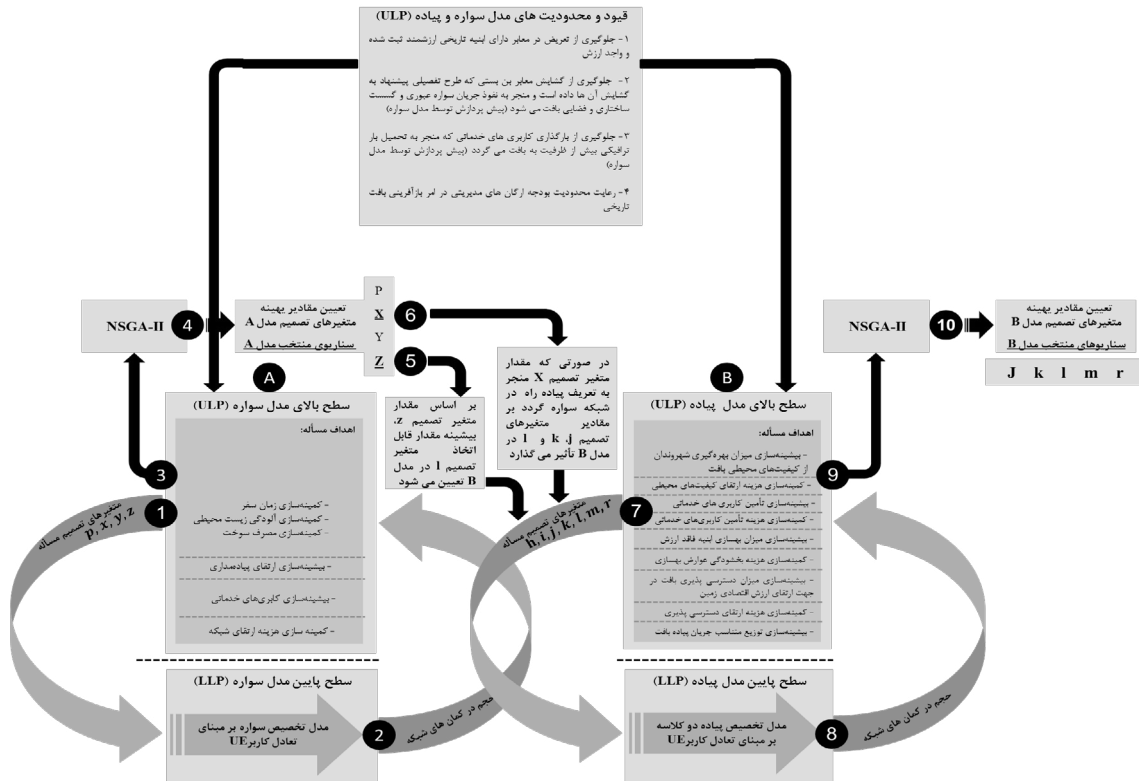 قیود و محدودیت های مدل سواره و پیاده (ULP)
۱- جلوگیری از تعریض در معابر دارای ابنیه تاریخی ارزشمند ثبت شده
و واجد ارزش
۲- جلوگیری از گشایش معابر بن بستی که طرح تفصیلی پیشنهاد به
گشایش آن ها داده است و منجر به نفوذ جریان سواره عبوری و گسست
ساختاری و فضایی بافت می شود (پیش پردازش توسط مدل سواره)
۳- جلوگیری از بارگذاری کاربری های خدماتی که منجر به تحمیل بار
ترافیکی بیش از ظرفیت به بافت می گردد (پیش پردازش توسط مدل
سواره)
۴- رعایت محدودیت بودجه ارگان های مدیریتی در امر بازآفرینی بافت
تاریخی
NSGA-II
4
تعیین مقادیر بهینه
متغیرهای تصمیم مدل A
سناریوی منتخب مدل A
P
X
Y
Z
6
5
در صورتی که مقدار
متغیر تصمیم X منجر
به تعریف پیاده راه در
شبکه سواره گردد بر
مقادیر متغیرهای
تصمیم k ،j و l در
مدل B تأثیر می گذارد
بر اساس مقدار
متغیر تصمیم z،
بیشینه مقدار قابل
اتخاذ متغیر
تصمیم l در مدل
B تعیین می شود
NSGA-II
10
تعیین مقادیر بهینه
متغیرهای تصمیم مدل B
سناریوهای منتخب مدل B
J k l m r
A
سطح بالای مدل سواره (ULP)
اهداف مسأله:
- کمینه‌سازی زمان سفر
- کمینه‌سازی آلودگی زیست محیطی
- کمینه‌سازی مصرف سوخت
- بیشینه‌سازی ارتقای پیاده‌مداری
- بیشینه‌سازی کابری‌های خدماتی
- کمینه سازی هزینه ارتقای شبکه
3
1
متغیرهای تصمیم مسأله
p, x, y, z
سطح پایین مدل سواره (LLP)
مدل تخصیص سواره بر مبنای
تعادل کاربر UE
2
حجم در کمان های شبکه
B
سطح بالای مدل پیاده (ULP)
اهداف مسأله:
- بیشینه‌سازی میزان بهره‌گیری شهروندان
از کیفیت‌های محیطی بافت
- کمینه‌سازی هزینه ارتقای کیفیت‌های محیطی
- بیشینه‌سازی تأمین کاربری های خدماتی
- کمینه‌سازی هزینه تأمین کاربری‌های خدماتی
- بیشینه‌سازی میزان بهسازی ابنیه فاقد ارزش
- کمینه‌سازی هزینه بخشودگی عوارض بهسازی
- بیشینه‌سازی میزان دسترسی پذیری بافت در
جهت ارتقای ارزش اقتصادی زمین
- کمینه‌سازی هزینه ارتقای دسترسی پذیری
- بیشینه‌سازی توزیع متناسب جریان پیاده بافت
9
7
متغیرهای تصمیم مسأله
h, i, j, k, l, m, r
سطح پایین مدل پیاده (LLP)
مدل تخصیص پیاده دو کلاسه
بر مبنای تعادل کاربر UE
8
حجم در کمان های شبکه